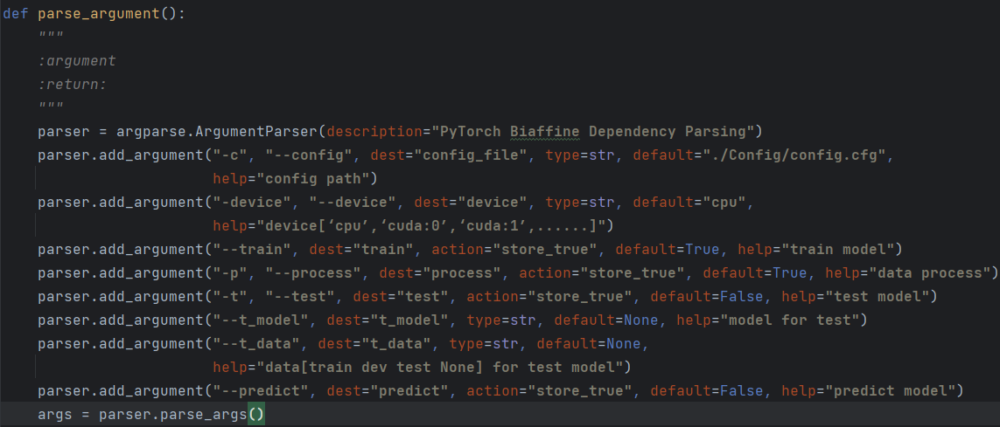 def parse_argument():
    """
    :argument
    :return:
    """
    parser = argparse.ArgumentParser(description="PyTorch Biaffine Dependency Parsing")
    parser.add_argument("-c", "--config", dest="config_file", type=str, default="./Config/config.cfg",
                        help="config path")
    parser.add_argument("-device", "--device", dest="device", type=str, default="cpu",
                        help="device[‘cpu’,‘cuda:0’,‘cuda:1’,......]")
    parser.add_argument("--train", dest="train", action="store_true", default=True, help="train model")
    parser.add_argument("-p", "--process", dest="process", action="store_true", default=True, help="data process")
    parser.add_argument("-t", "--test", dest="test", action="store_true", default=False, help="test model")
    parser.add_argument("--t_model", dest="t_model", type=str, default=None, help="model for test")
    parser.add_argument("--t_data", dest="t_data", type=str, default=None,
                        help="data[train dev test None] for test model")
    parser.add_argument("--predict", dest="predict", action="store_true", default=False, help="predict model")
    args = parser.parse_args()